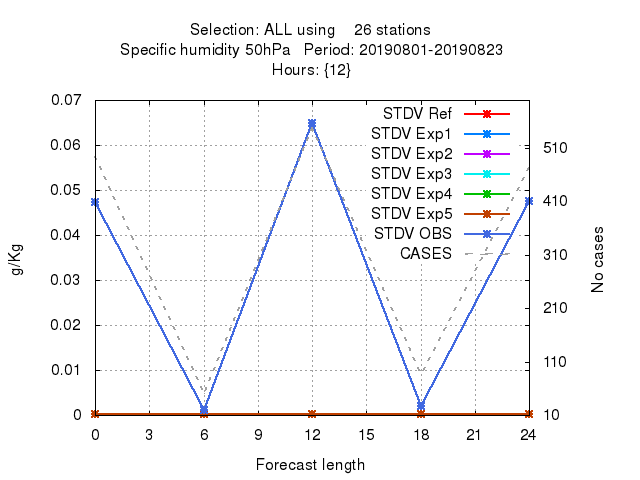 Selection: ALL using    26 stations
Specific humidity 50hPa   Period: 20190801-20190823
Hours: {12}
0.07
0.06
0.05
0.04
0.03
0.02
0.01
0
g/Kg
STDV Ref
STDV Exp1
STDV Exp2
STDV Exp3
STDV Exp4
STDV Exp5
STDV OBS
CASES
510
410
310
210
110
10
No cases
0 3 6 9 12 15 18 21 24
Forecast length